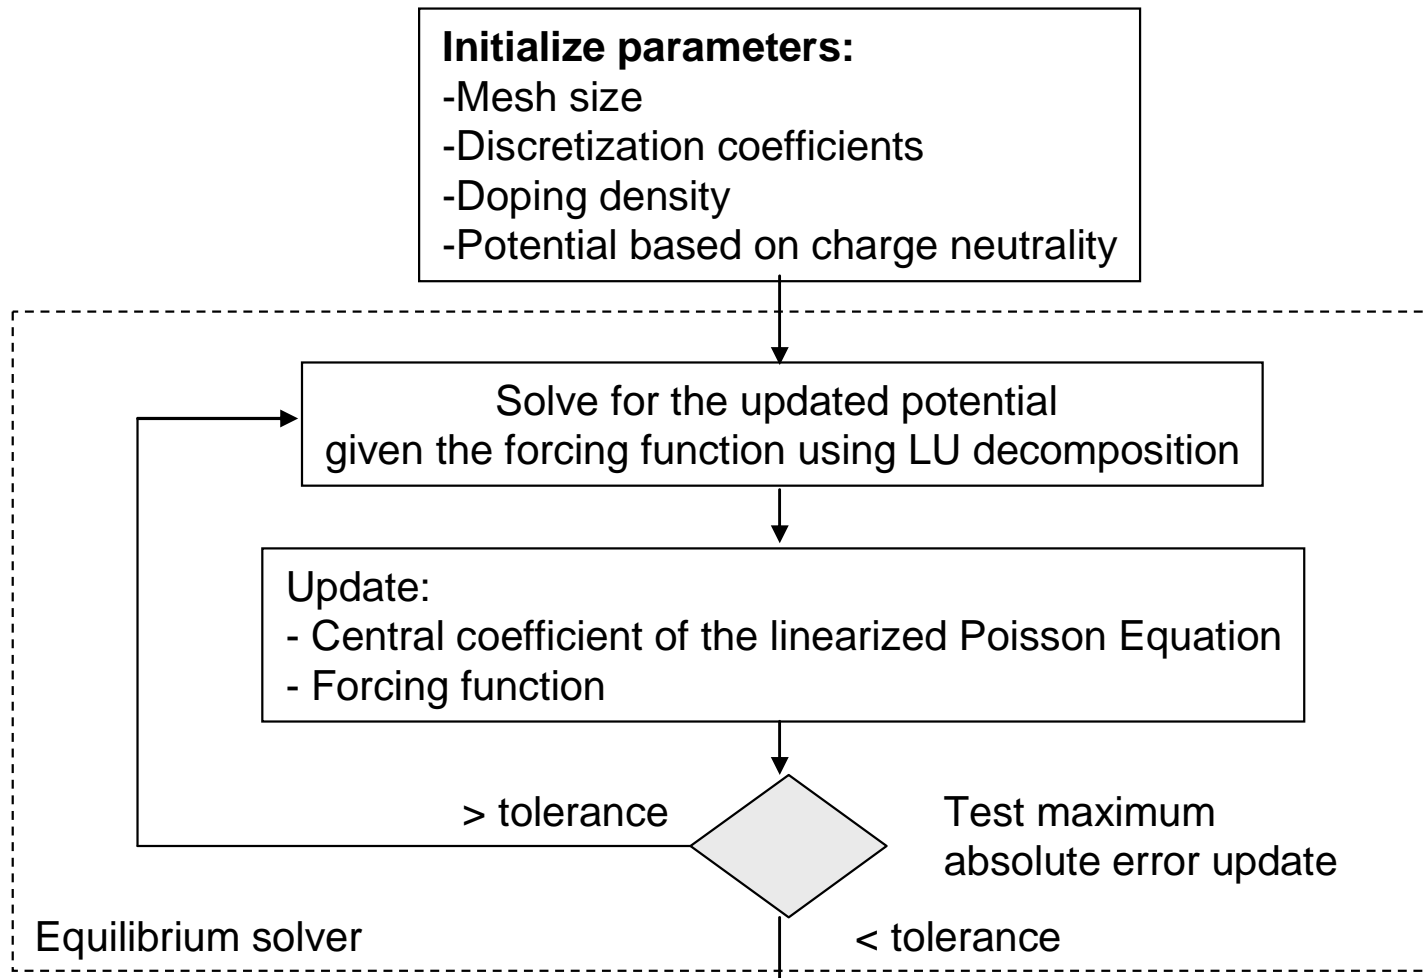 Initialize parameters:
-Mesh size
-Discretization coefficients
-Doping density
-Potential based on charge neutrality
Solve for the updated potential
given the forcing function using LU decomposition
Update:
- Central coefficient of the linearized Poisson Equation
- Forcing function
> tolerance
Test maximum
absolute error update
Equilibrium solver
< tolerance